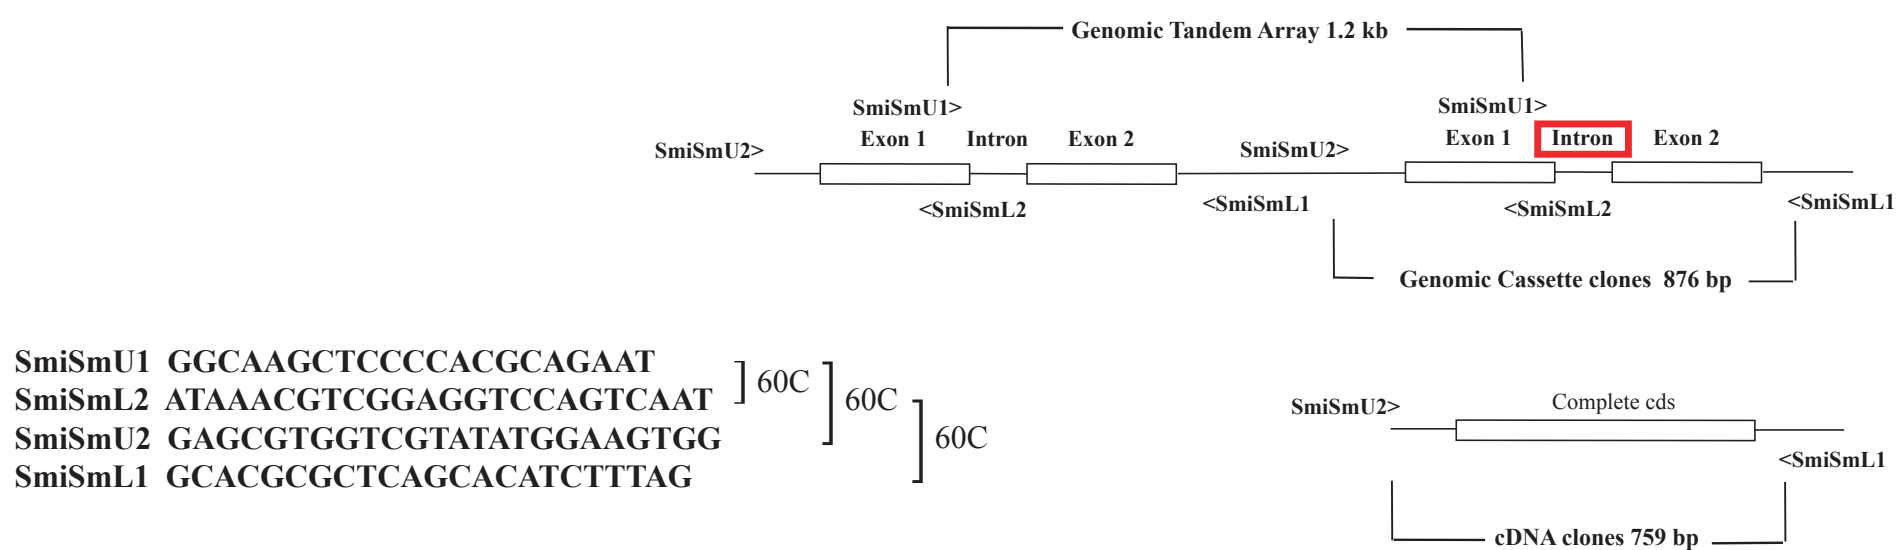 Genomic Tandem Array 1.2 kb
SmiSmU1> SmiSmU1>
Exon 1 Intron Exon 2 Exon 1 Intron Exon 2
SmiSmU2> SmiSmU2>
<SmiSmL2 <SmiSmL1 <SmiSmL2 <SmiSmL1
Genomic Cassette clones 876 bp
SmiSmU1 GGCAAGCTCCCCACGCAGAAT
SmiSmL2 ATAAACGTCGGAGGTCCAGTCAAT
SmiSmU2 GAGCGTGGTCGTATATGGAAGTGG
SmiSmL1 GCACGCGCTCAGCACATCTTTAG
60C 60C 60C
SmiSmU2> Complete cds
<SmiSmL1
cDNA clones 759 bp